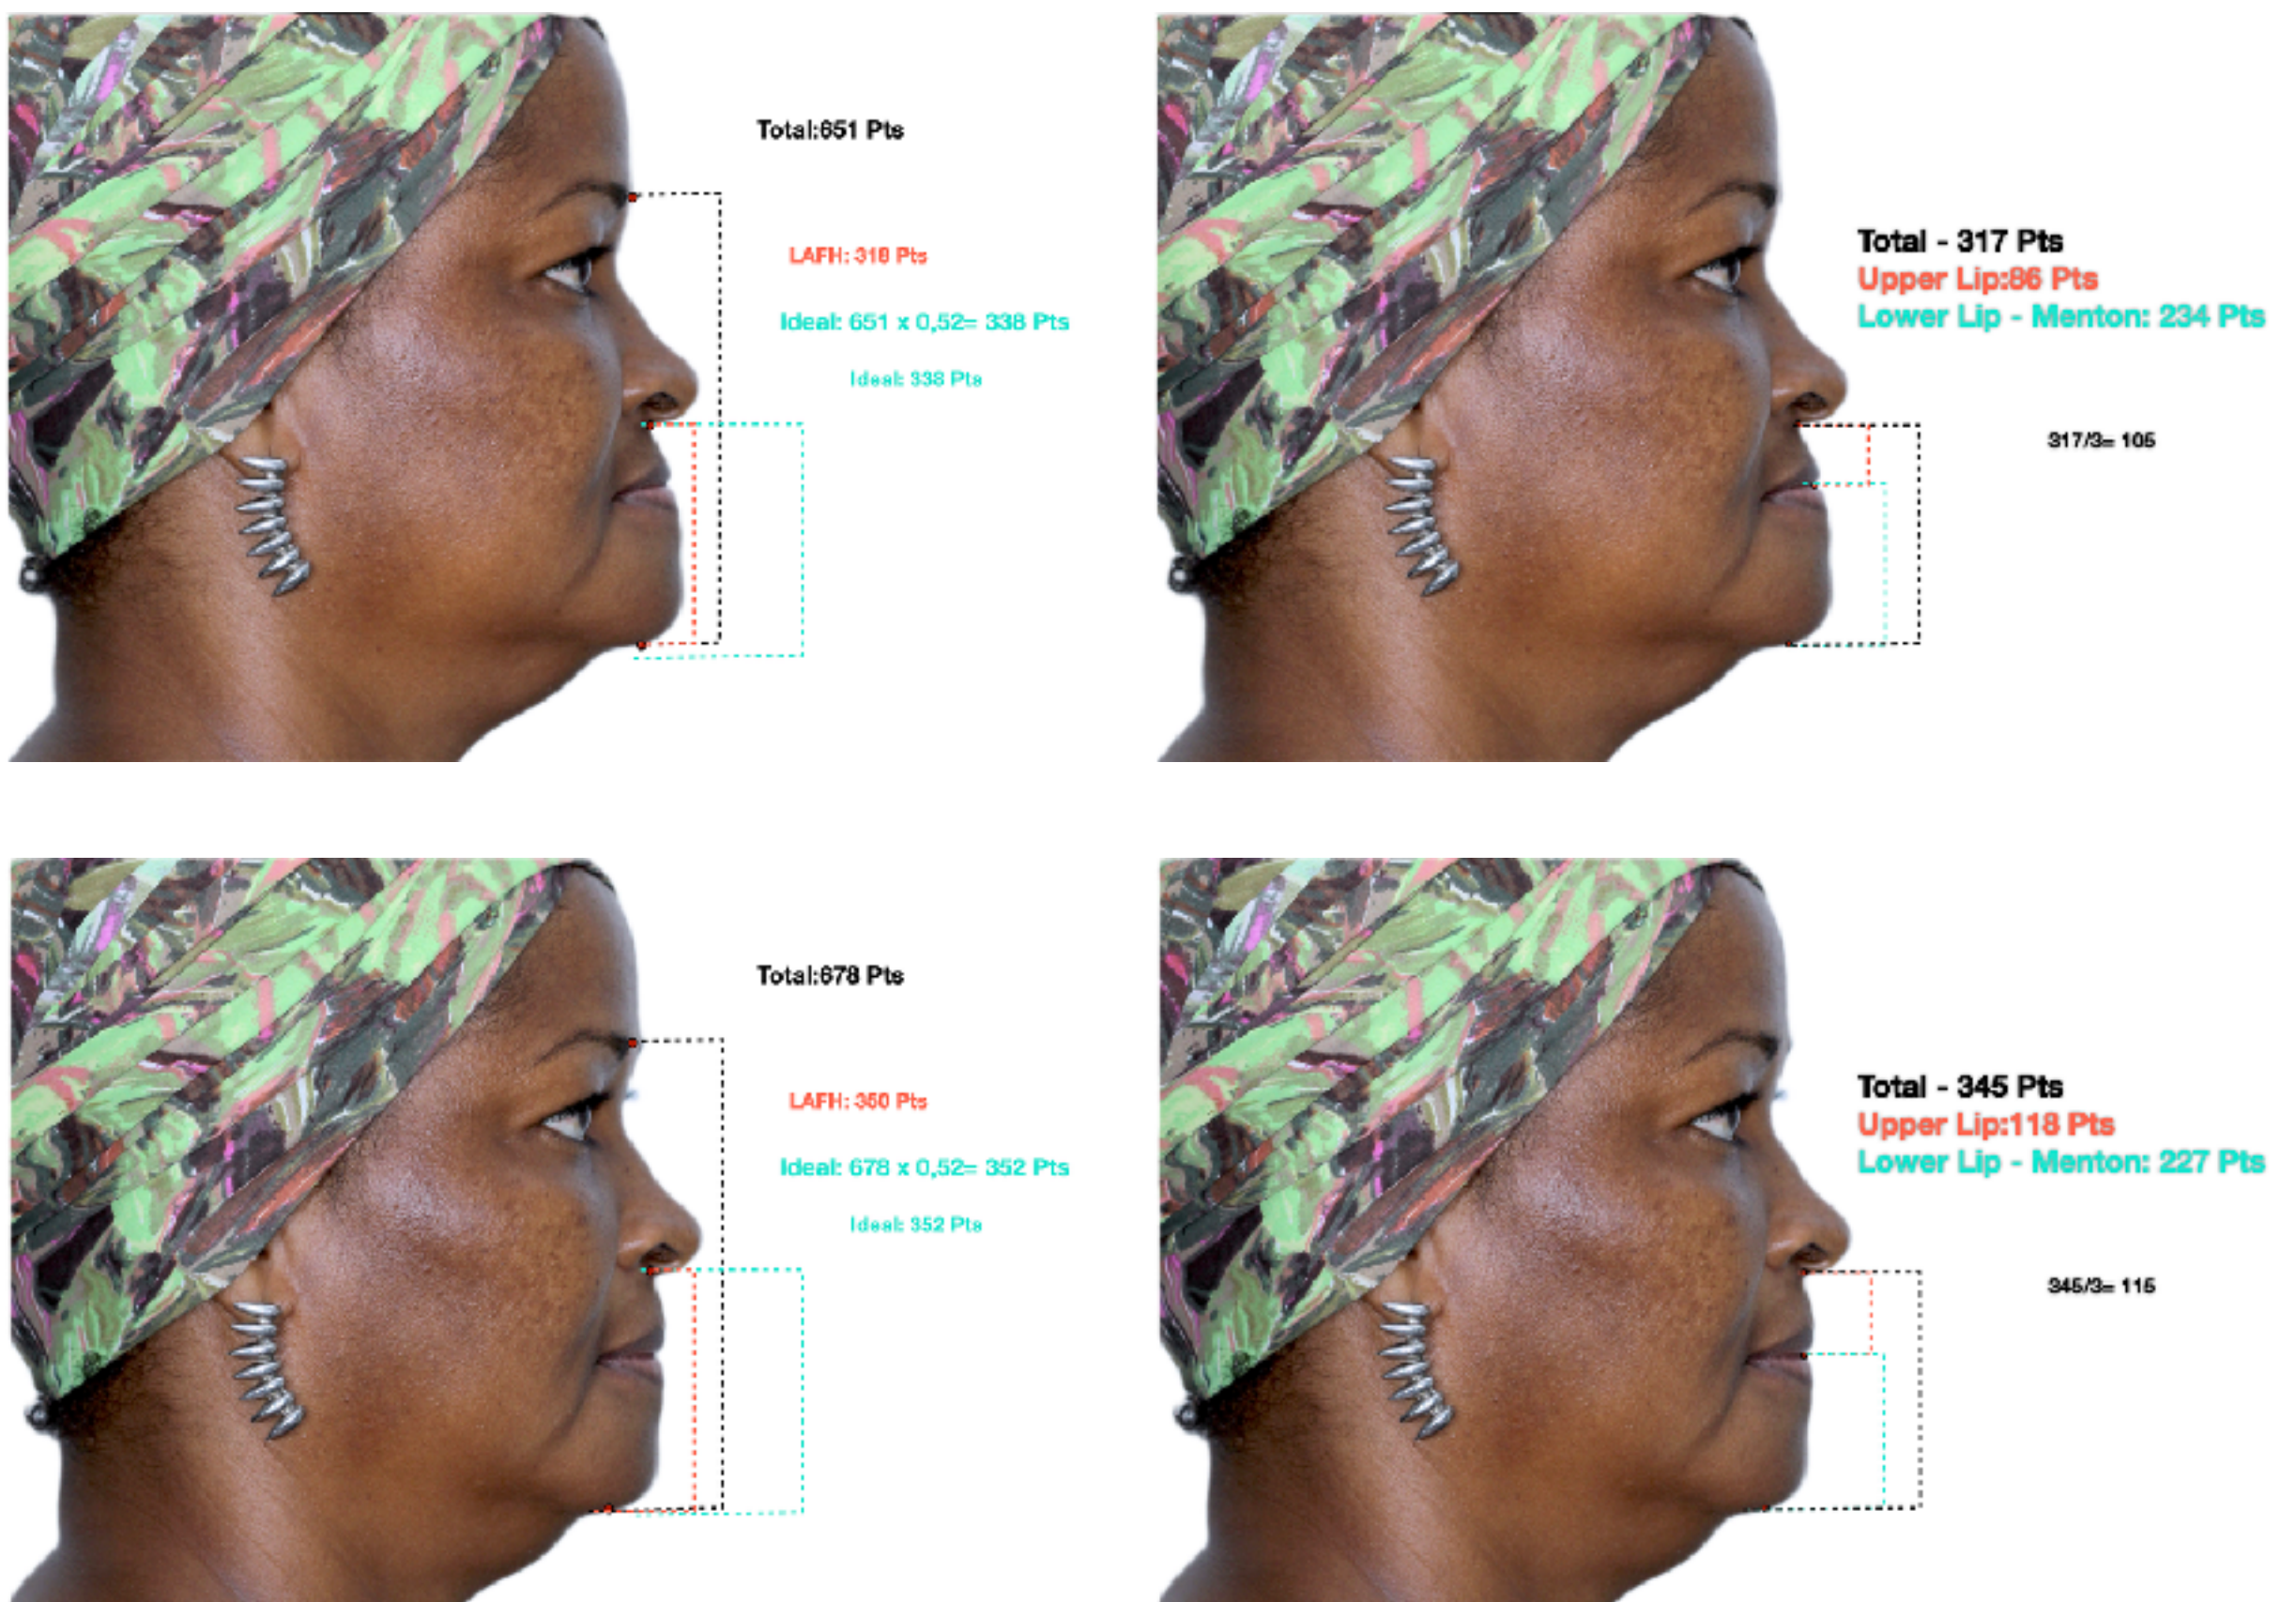 Total:651 Pts
LAFH: 318 Pts
Ideal: 651 x 0,52= 338 Pts
Ideal: 338 Pts
Total - 317 Pts
Upper Lip:86 Pts
Lower Lip - Menton: 234 Pts
317/3= 105
Total:678 Pts
LAFH: 350 Pts
Ideal: 678 x 0,52= 352 Pts
Ideal: 352 Pts
Total - 345 Pts
Upper Lip:118 Pts
Lower Lip - Menton: 227 Pts
345/3= 115